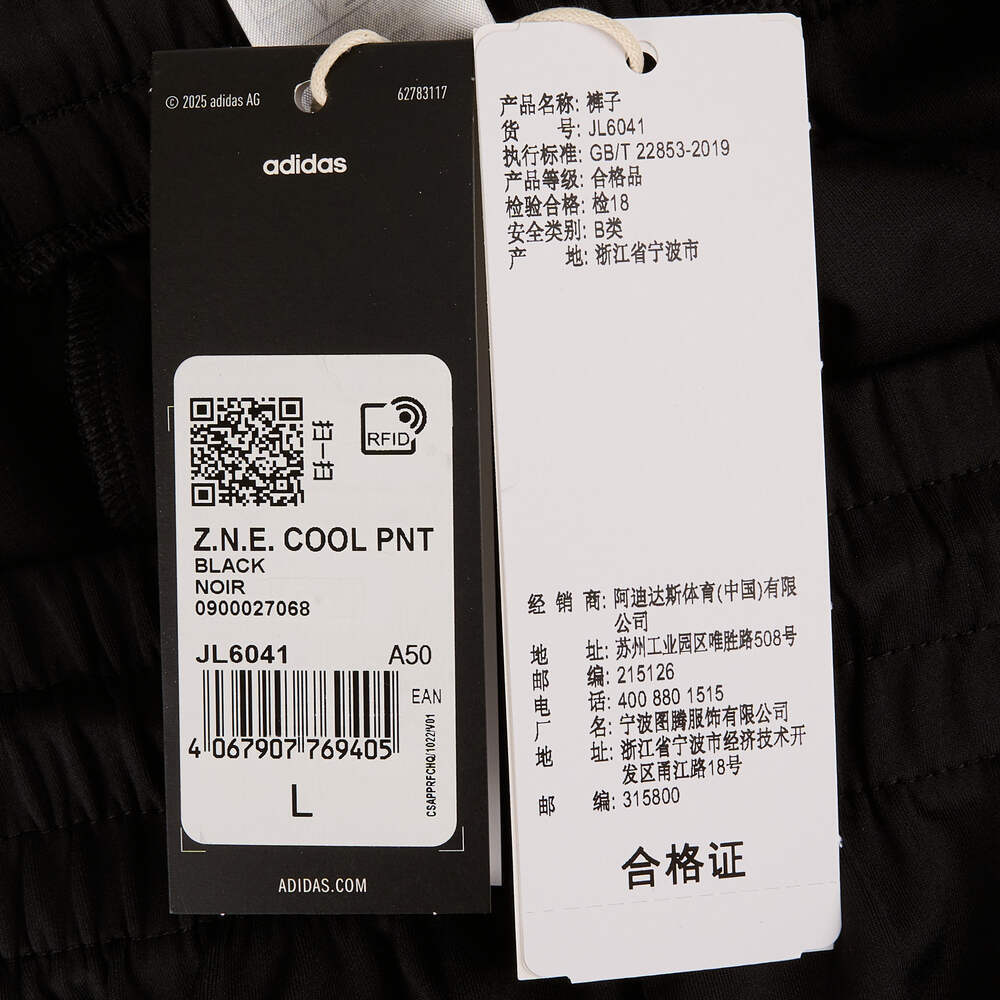 © 2025 adidas AG
62783117
adidas
扫一扫
RFID
Z.N.E. COOL PNT
BLACK
NOIR
0900027068
JL6041 A50
EAN
4 067907 769405
CSAPPRFCHQ/1022/V01
L
ADIDAS.COM
产品名称: 裤子
货 号: JL6041
执行标准: GB/T 22853-2019
产品等级: 合格品
检验合格: 检18
安全类别: B类
产 地: 浙江省宁波市
经 销 商: 阿迪达斯体育(中国)有限
公司
地 址: 苏州工业园区唯胜路508号
邮 编: 215126
电 话: 400 880 1515
厂 名: 宁波图腾服饰有限公司
地 址: 浙江省宁波市经济技术开
发区甬江路18号
邮 编: 315800
合格证